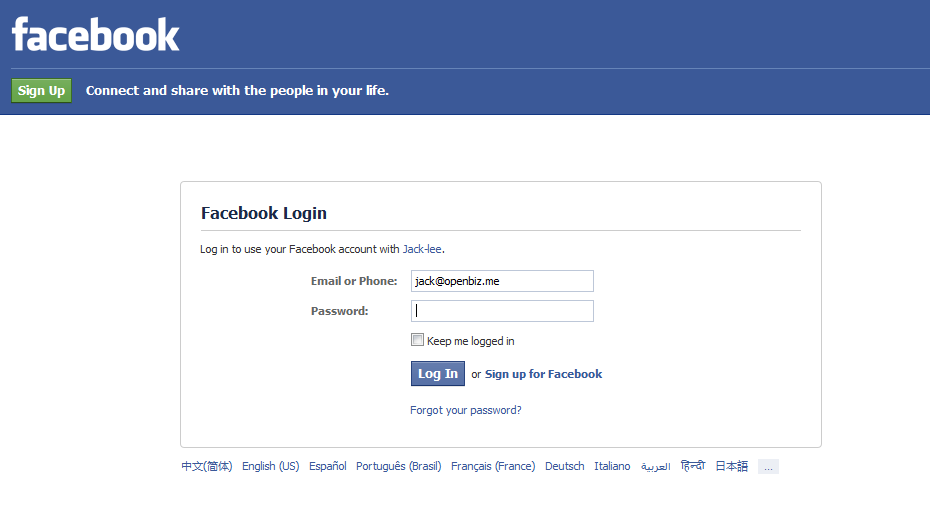 facebook
Sign Up Connect and share with the people in your life.
Facebook Login
Log in to use your Facebook account with Jack-lee.
Email or Phone: jack@openbiz.me
Password:
Keep me logged in
Log In or Sign up for Facebook
Forgot your password?
中文(简体) English (US) Español Português (Brasil) Français (France) Deutsch Italiano العربية हिन्दी 日本語 ...